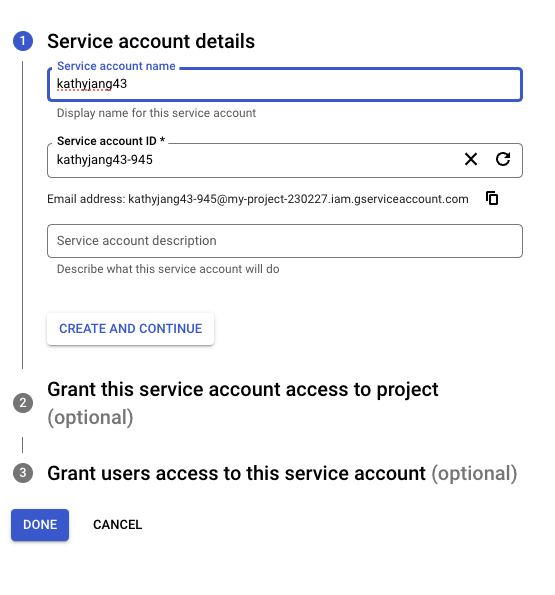 1 Service account details
Service account name
kathyjang43
Display name for this service account
Service account ID *
kathyjang43-945
Email address: kathyjang43-945@my-project-230227.iam.gserviceaccount.com
Service account description
Describe what this service account will do
CREATE AND CONTINUE
2 Grant this service account access to project
(optional)
3 Grant users access to this service account (optional)
DONE CANCEL